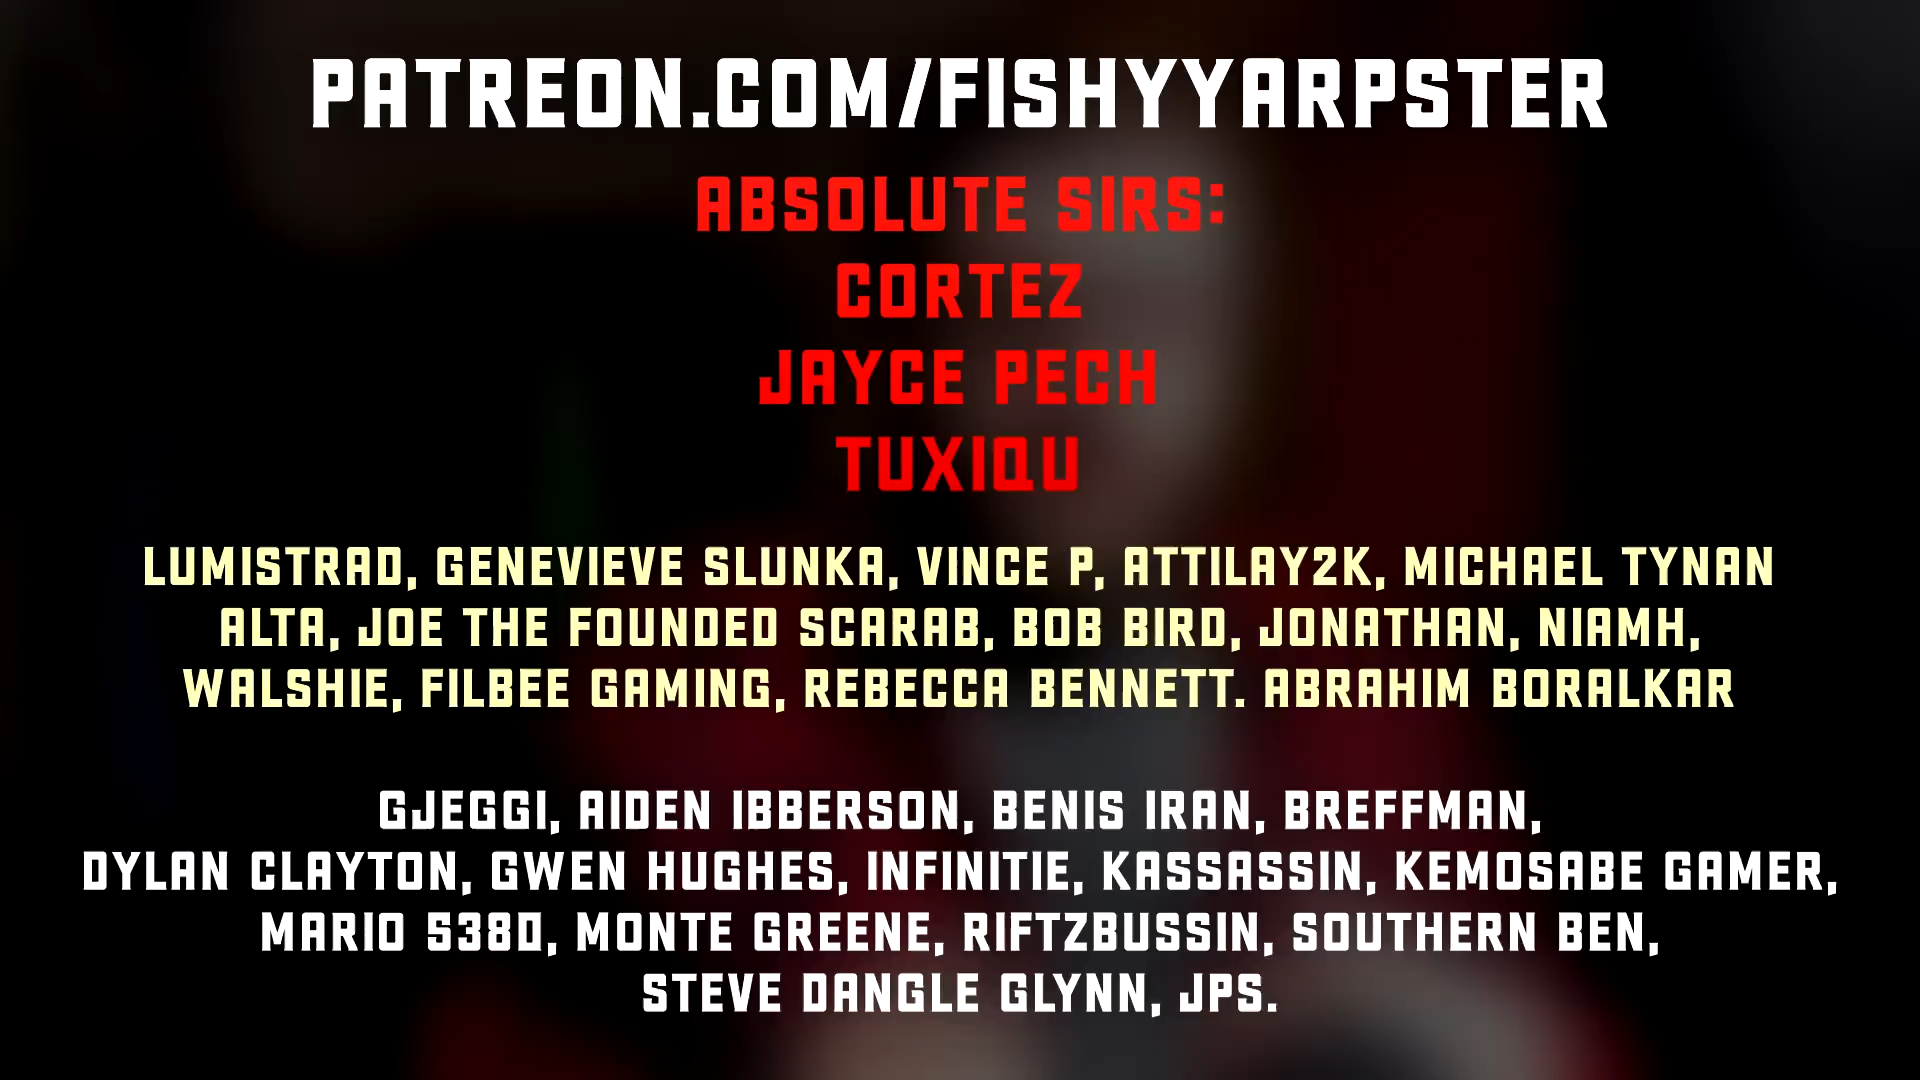 PATREON.COM/FISHYYARPSTER
ABSOLUTE SIRS:
CORTEZ
JAYCE PECH
TUXIQU
LUMISTRAD, GENEVIEVE SLUNKA, VINCE P, ATTILAY2K, MICHAEL TYNAN
ALTA, JOE THE FOUNDED SCARAB, BOB BIRD, JONATHAN, NIAMH,
WALSHIE, FILBEE GAMING, REBECCA BENNETT. ABRAHIM BORALKAR
GJEGGI, AIDEN IBBERSON, BENIS IRAN, BREFFMAN,
DYLAN CLAYTON, GWEN HUGHES, INFINITIE, KASSASSIN, KEMOSABE GAMER,
MARIO 5380, MONTE GREENE, RIFTZBUSSIN, SOUTHERN BEN,
STEVE DANGLE GLYNN, JPS.